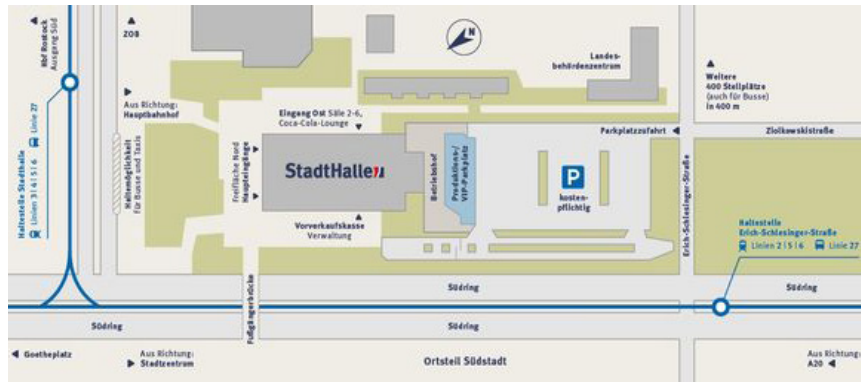 Hbf Rostock
Ausgang Süd
ZOB
N
Landes-
behördenzentrum
Weitere
400 Stellplätze
(auch für Busse)
in 400 m
Aus Richtung:
Hauptbahnhof
Haltestelle Stadthalle
Linien 3|4|5|6 Linie 27
Haltemöglichkeit
für Busse und Taxis
Eingang Ost Säle 2-6,
Coca-Cola-Lounge
Freifläche Nord
Haupteingänge
StadtHalle
Betriebshof
Produktions-/
VIP-Parkplatz
P
kosten-
pflichtig
Parkplatzzufahrt
Ziolkowskistraße
Erich-Schlesinger-Straße
Vorverkaufskasse
Verwaltung
Haltestelle
Erich-Schlesinger-Straße
Linien 2|5|6 Linie 27
Fußgängerbrücke
Südring
Südring
Südring
Südring
Goetheplatz
Aus Richtung:
Stadtzentrum
Ortsteil Südstadt
Aus Richtung:
A20